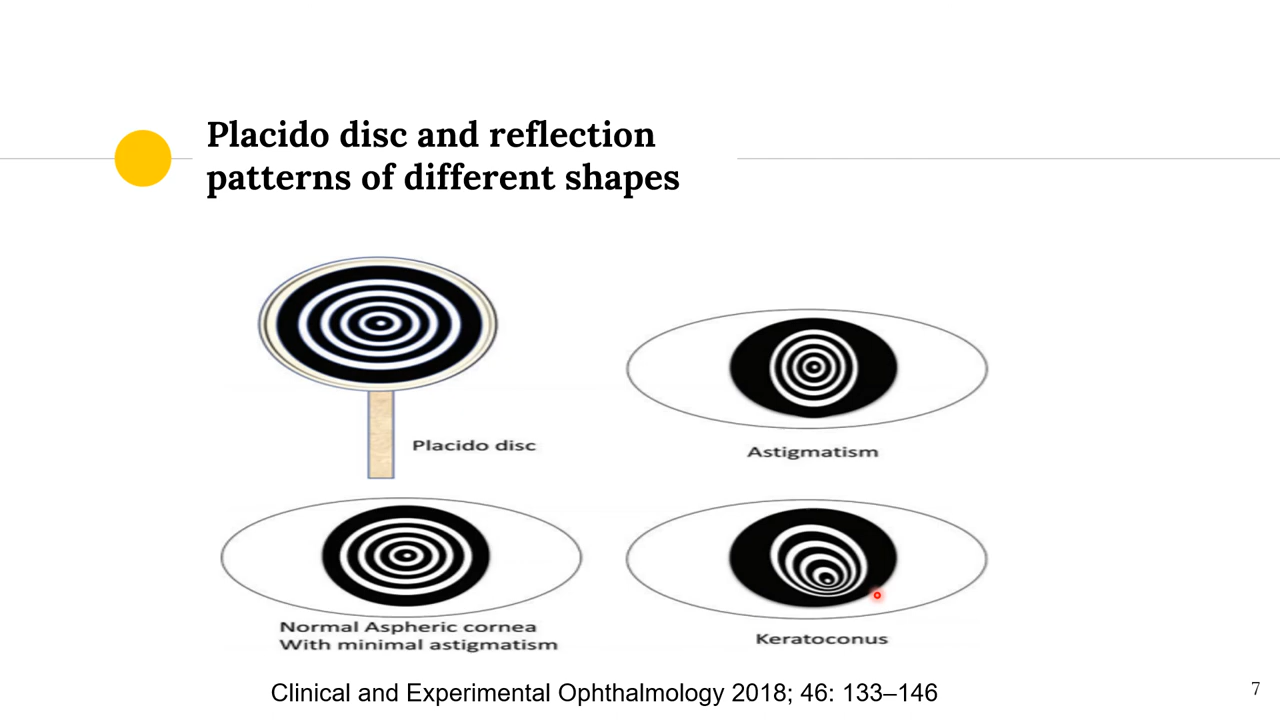 Placido disc and reflection
patterns of different shapes
Placido disc
Astigmatism
Normal Aspheric cornea
With minimal astigmatism
Keratoconus
Clinical and Experimental Ophthalmology 2018; 46: 133–146
7